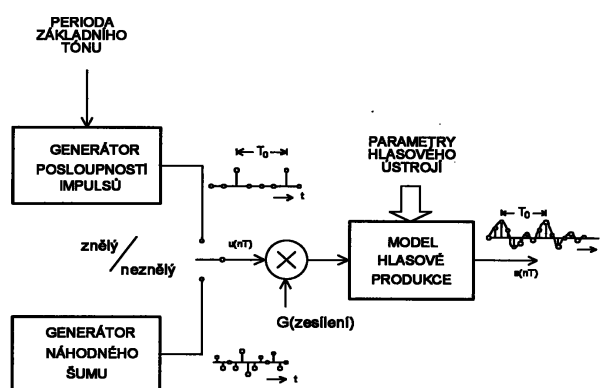 PERIODA
ZÁKLADNÍHO
TÓNU
GENERÁTOR
POSLOUPNOSTI
IMPULSŮ
T₀
t
PARAMETRY
HLASOVÉHO
ÚSTROJÍ
znělý
neznělý
u(nT)
MODEL
HLASOVÉ
PRODUKCE
T₀
s(nT)
G(zesílení)
GENERÁTOR
NÁHODNÉHO
ŠUMU
t